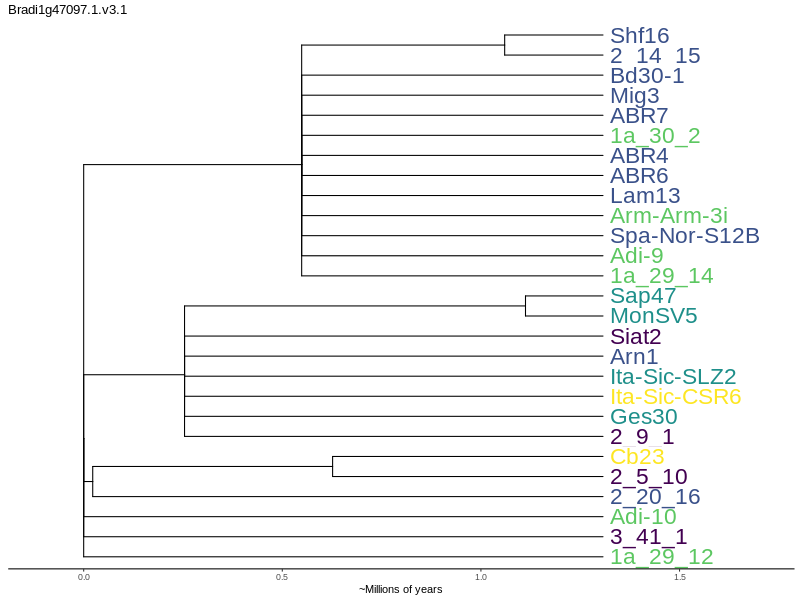 Bradi1g47097.1.v3.1
Shf16
2_14_15
Bd30-1
Mig3
ABR7
1a_30_2
ABR4
ABR6
Lam13
Arm-Arm-3i
Spa-Nor-S12B
Adi-9
1a_29_14
Sap47
MonSV5
Siat2
Arn1
Ita-Sic-SLZ2
Ita-Sic-CSR6
Ges30
2_9_1
Cb23
2_5_10
2_20_16
Adi-10
3_41_1
1a_29_12
0.0 0.5 1.0 1.5
~Millions of years